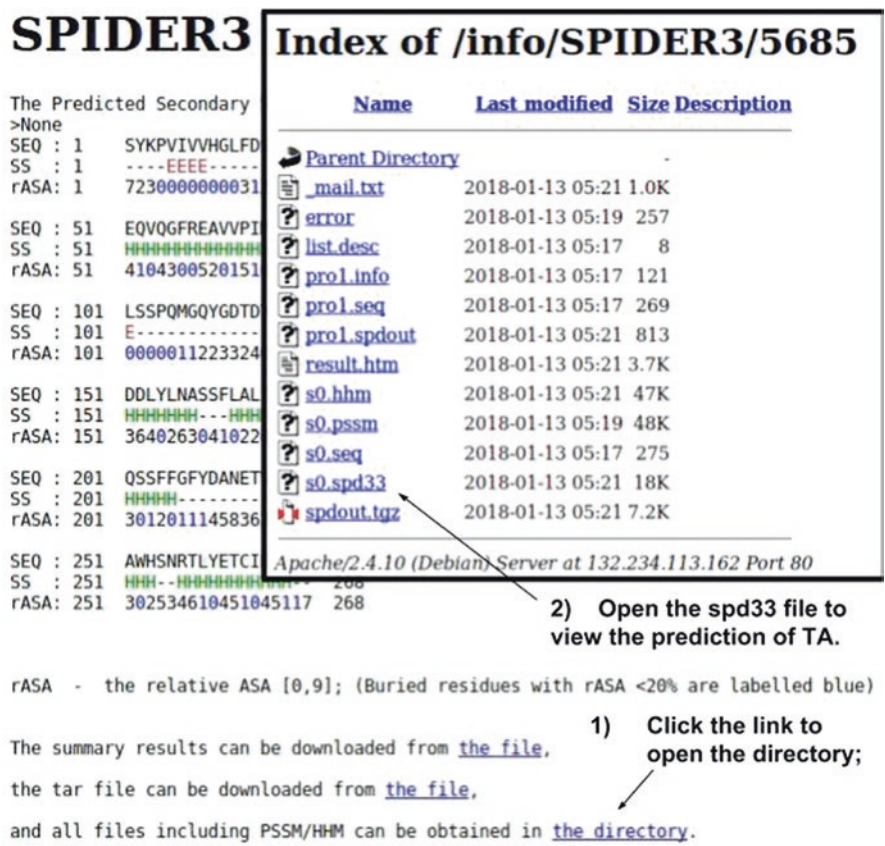 SPIDER3
The Predicted Secondary
>None
SEQ : 1 SYKPVIVVHGLFD
SS : 1 ----EEEE-----
rASA: 1 7230000000031
SEQ : 51 EQVQGFREAVVPI
SS : 51 HHHHHHHHHHHHH
rASA: 51 4104300520151
SEQ : 101 LSSPQMGQYGDTD
SS : 101 E------------
rASA: 101 0000011223324
SEQ : 151 DDLYLNASSFLAL
SS : 151 HHHHHHH---HHH
rASA: 151 3640263041022
SEQ : 201 QSSFFGFYDANET
SS : 201 HHHHH--------
rASA: 201 3012011145836
SEQ : 251 AWHSNRTLYETCI
SS : 251 HHH--HHHHHHHHHHH-- 268
rASA: 251 302534610451045117 268
Index of /info/SPIDER3/5685
Name Last modified Size Description
Parent Directory -
_mail.txt 2018-01-13 05:21 1.0K
error 2018-01-13 05:19 257
list.desc 2018-01-13 05:17 8
pro1.info 2018-01-13 05:17 121
pro1.seq 2018-01-13 05:17 269
pro1.spdout 2018-01-13 05:21 813
result.htm 2018-01-13 05:21 3.7K
s0.hhm 2018-01-13 05:21 47K
s0.pssm 2018-01-13 05:19 48K
s0.seq 2018-01-13 05:17 275
s0.spd33 2018-01-13 05:21 18K
spdout.tgz 2018-01-13 05:21 7.2K
Apache/2.4.10 (Debian) Server at 132.234.113.162 Port 80
2) Open the spd33 file to
view the prediction of TA.
rASA - the relative ASA [0,9]; (Buried residues with rASA <20% are labelled blue)
1) Click the link to
open the directory;
The summary results can be downloaded from the file,
the tar file can be downloaded from the file,
and all files including PSSM/HHM can be obtained in the directory.